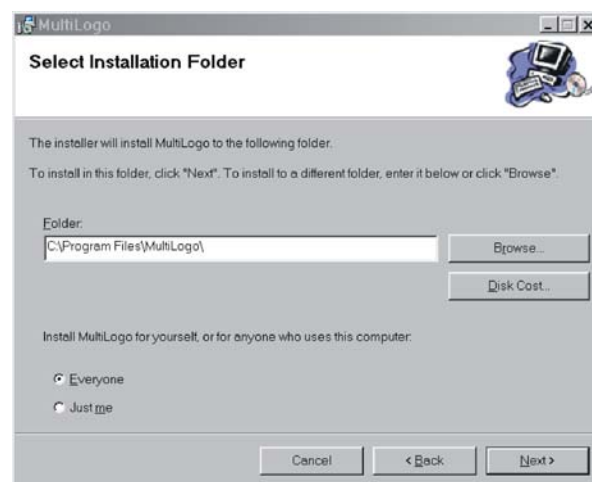 MultiLogo
Select Installation Folder
The installer will install MultiLogo to the following folder.
To install in this folder, click "Next". To install to a different folder, enter it below or click "Browse".
Folder:
C:\Program Files\MultiLogo\
Browse...
Disk Cost...
Install MultiLogo for yourself, or for anyone who uses this computer:
Everyone
Just me
Cancel
< Back
Next >